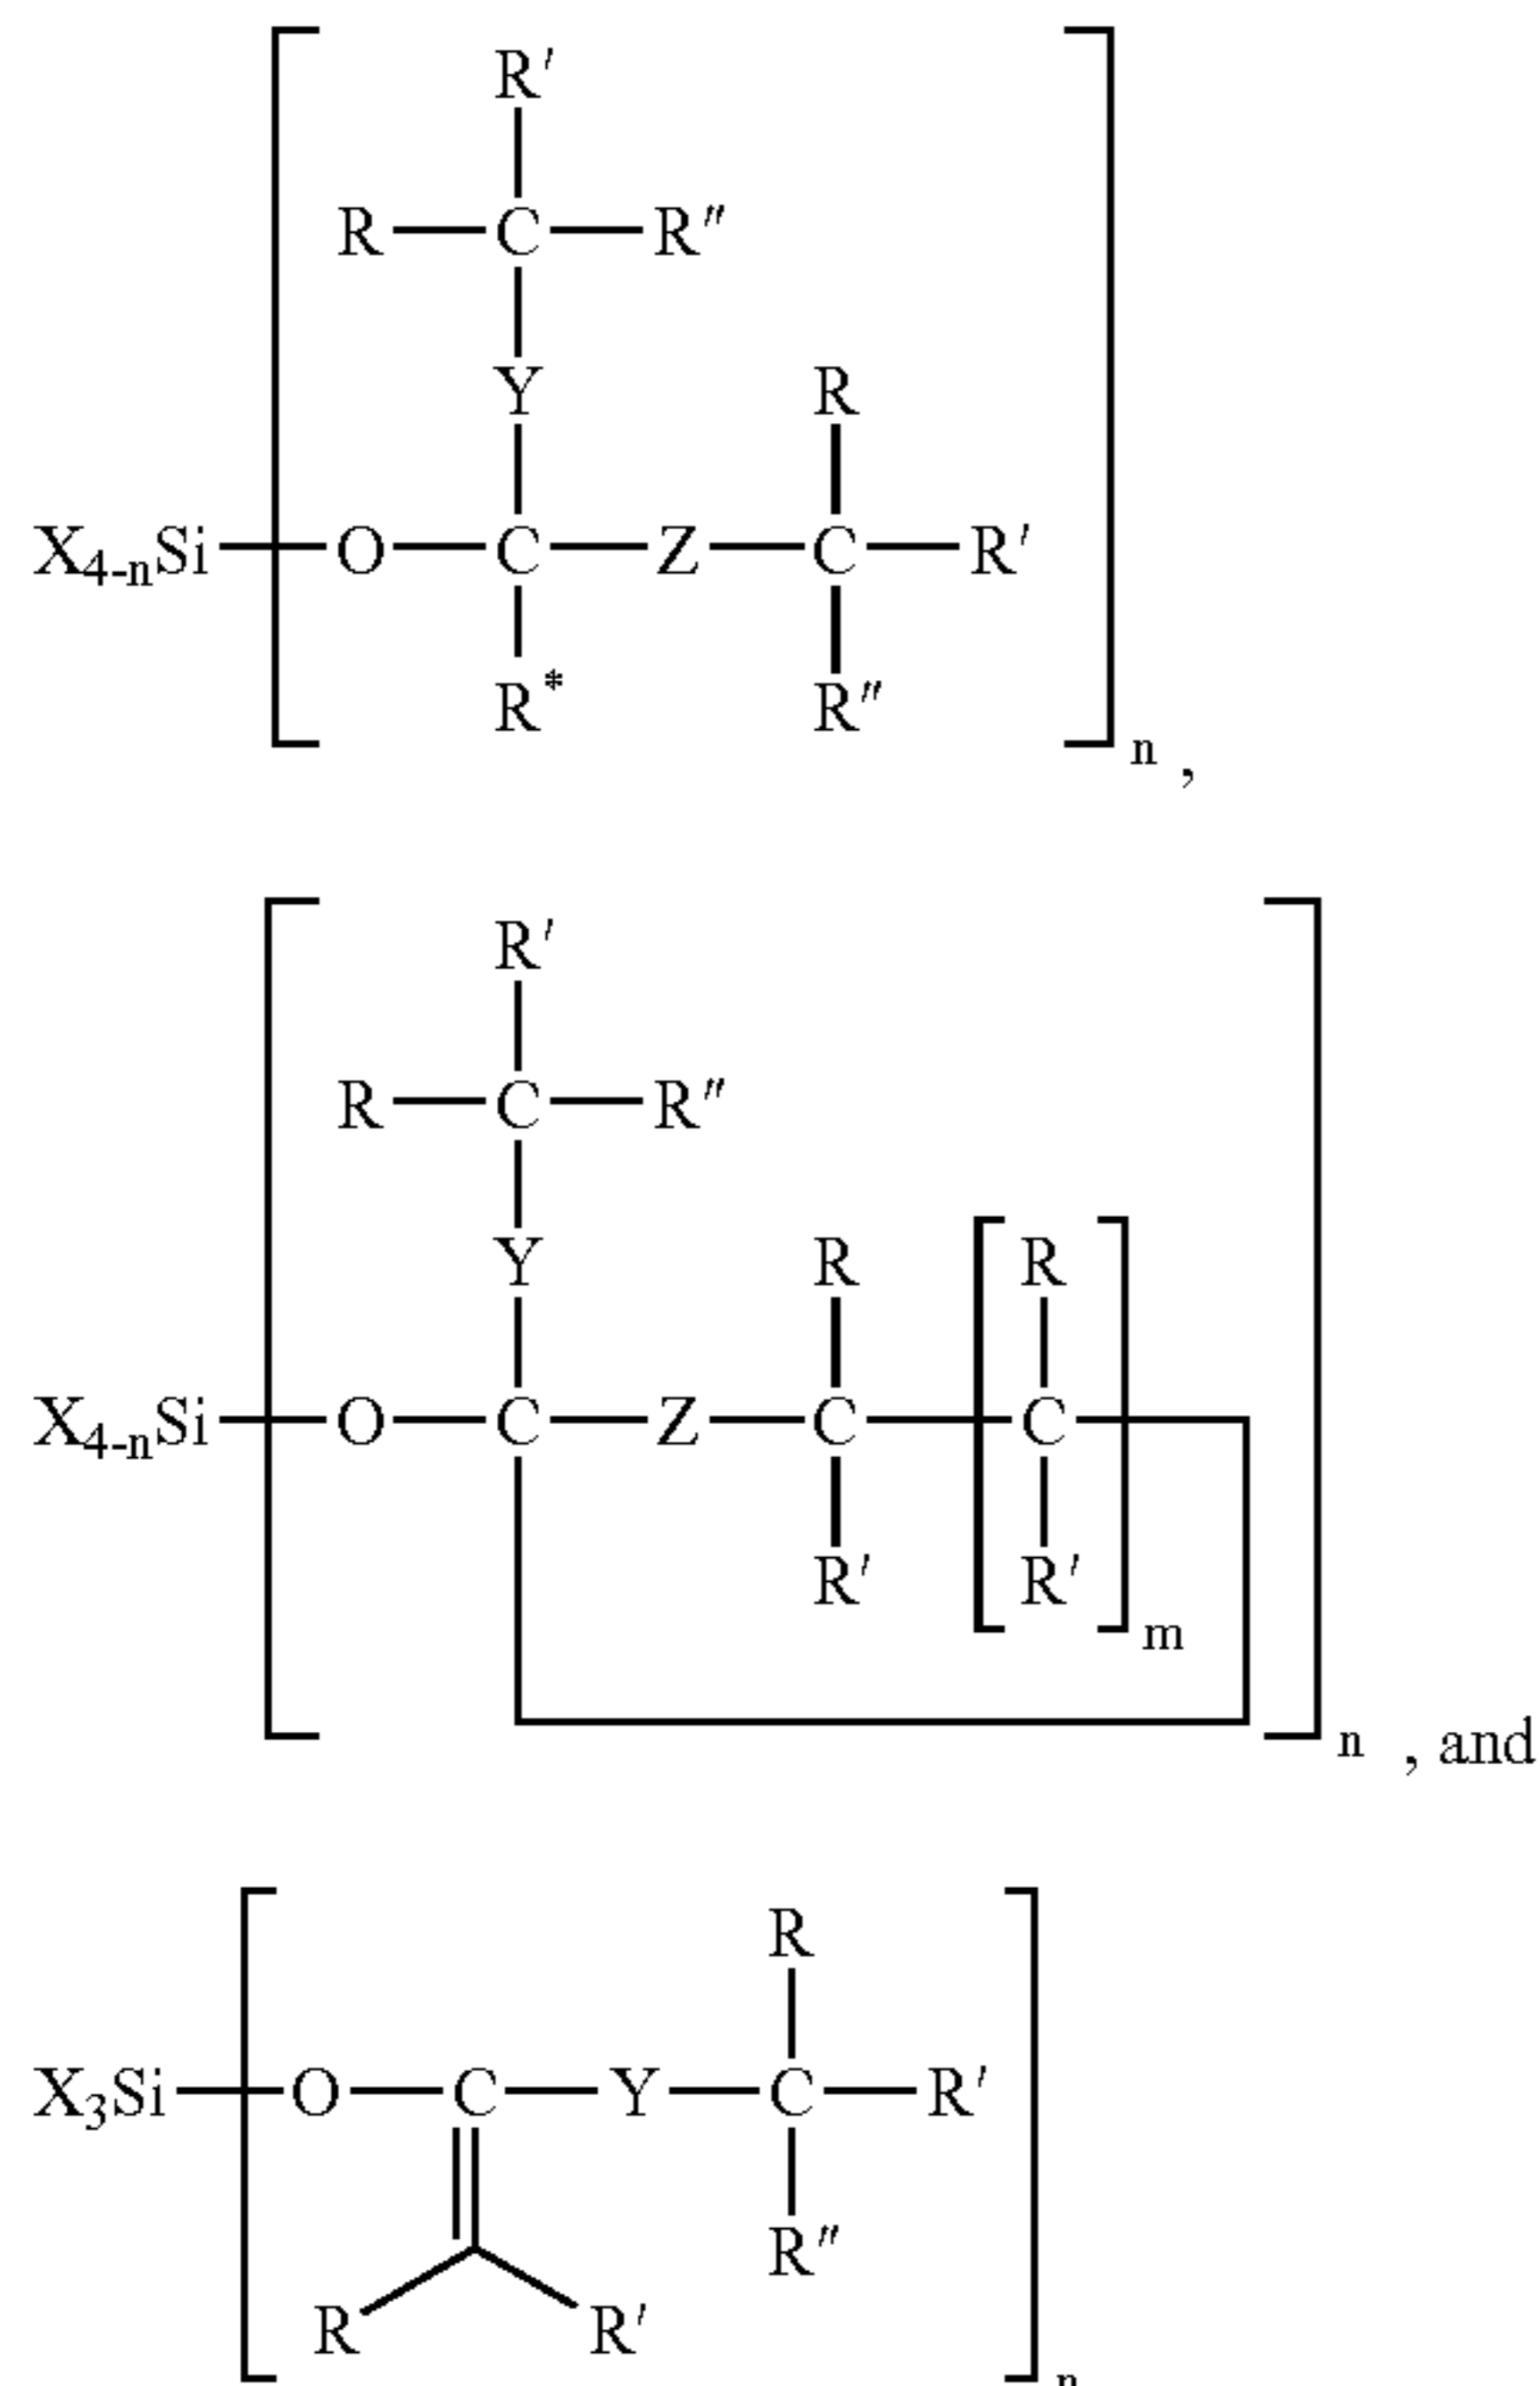 R'
R C R"
Y R
X4-nSi O C Z C R'
R* R"
n ,
R'
R C R"
Y R R
X4-nSi O C Z C C
R' R'
m
n , and
R
X3Si O C Y C R'
R"
R R'
n